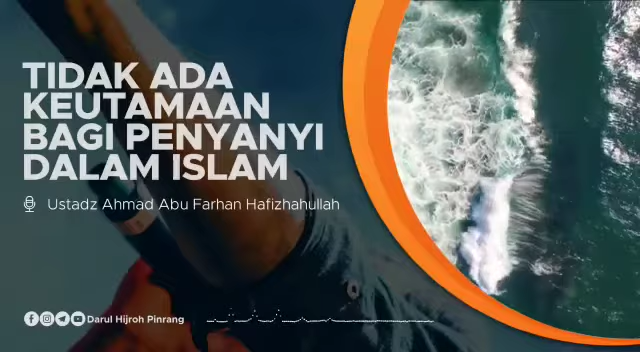 TIDAK ADA
KEUTAMAAN
BAGI PENYANYI
DALAM ISLAM
Ustadz Ahmad Abu Farhan Hafizhahullah
Darul Hijroh Pinrang